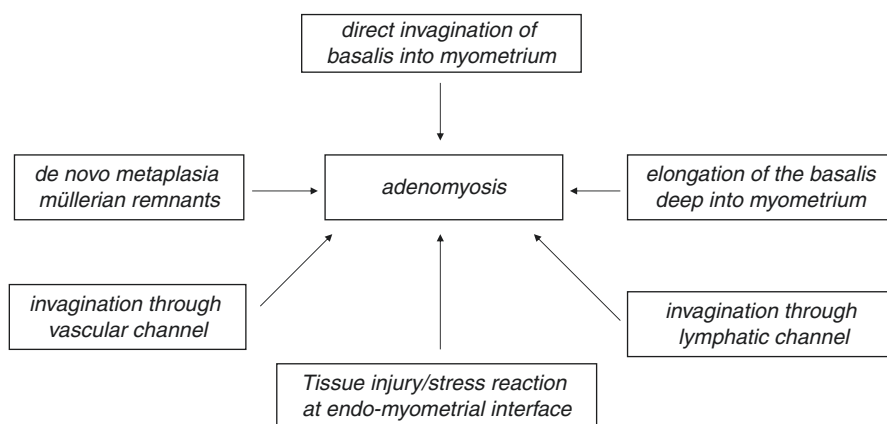 direct invagination of
basalis into myometrium
de novo metaplasia
müllerian remnants
adenomyosis
elongation of the basalis
deep into myometrium
invagination through
vascular channel
invagination through
lymphatic channel
Tissue injury/stress reaction
at endo-myometrial interface